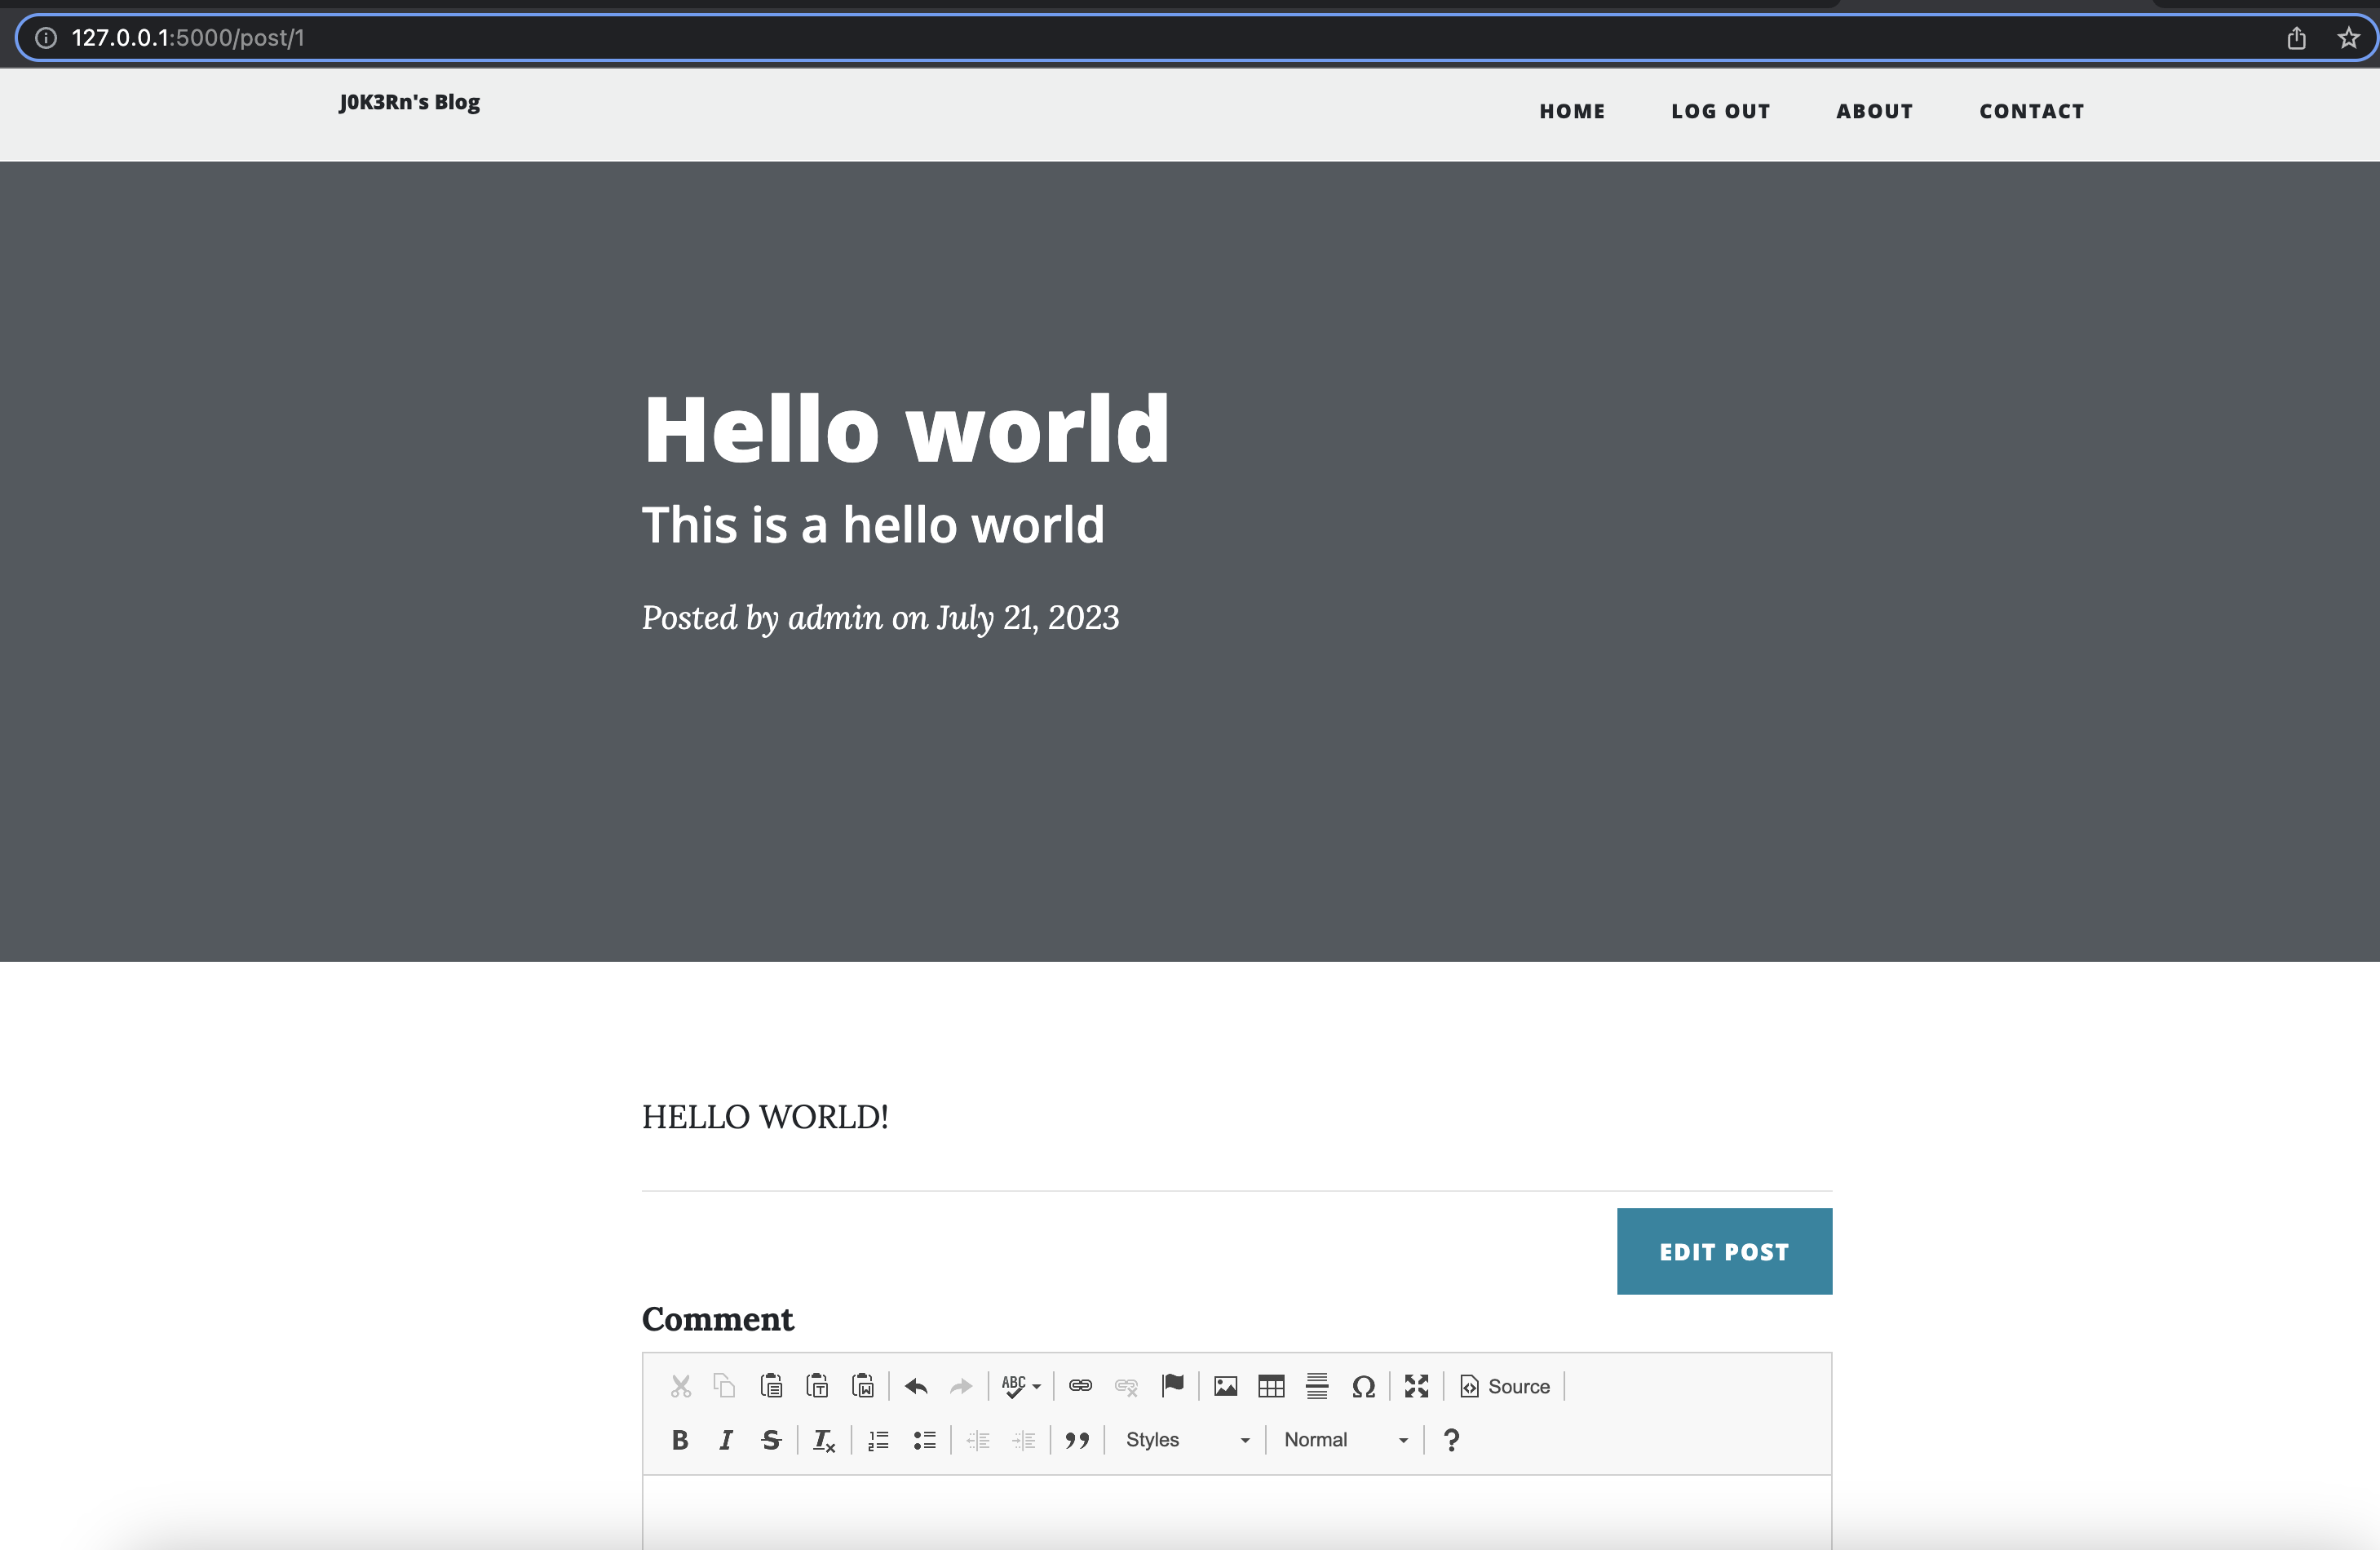 127.0.0.1:5000/post/1
J0K3Rn's Blog
HOME LOG OUT ABOUT CONTACT
Hello world
This is a hello world
Posted by admin on July 21, 2023
HELLO WORLD!
EDIT POST
Comment
ABC Source
B I S Styles Normal ?